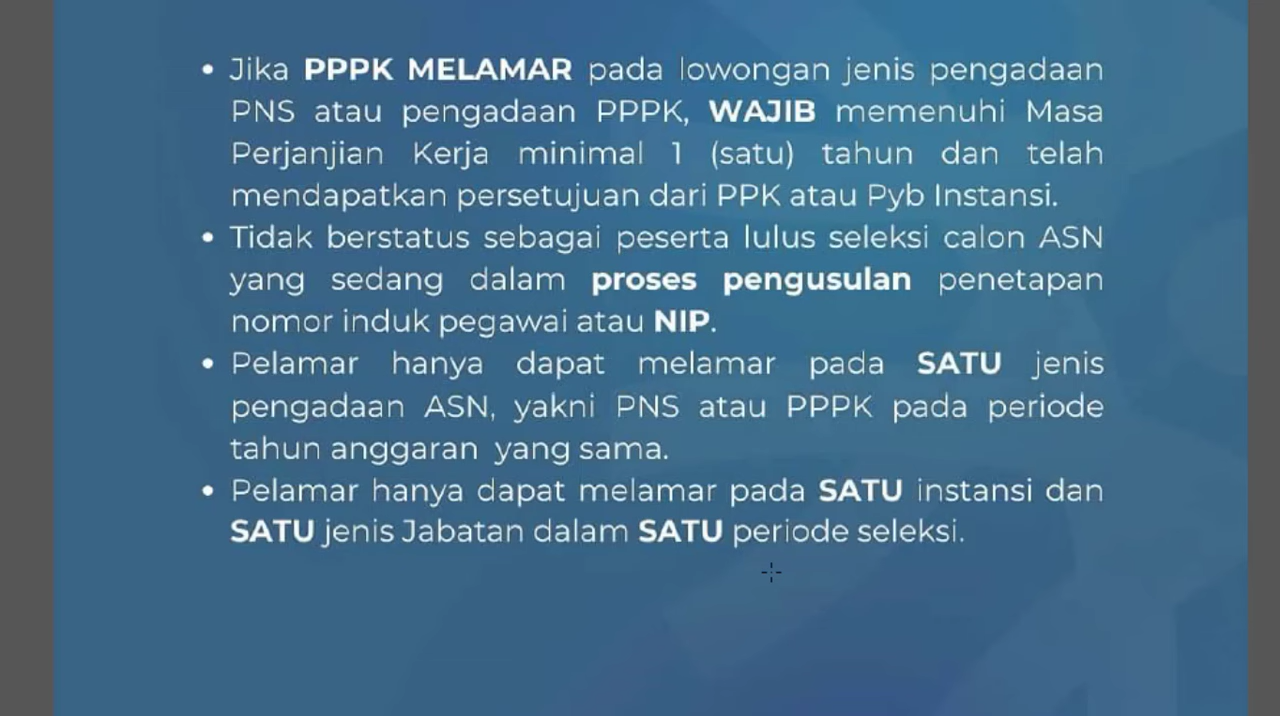 • Jika PPPK MELAMAR pada lowongan jenis pengadaan
PNS atau pengadaan PPPK, WAJIB memenuhi Masa
Perjanjian Kerja minimal 1 (satu) tahun dan telah
mendapatkan persetujuan dari PPK atau Pyb Instansi.
• Tidak berstatus sebagai peserta lulus seleksi calon ASN
yang sedang dalam proses pengusulan penetapan
nomor induk pegawai atau NIP.
• Pelamar hanya dapat melamar pada SATU jenis
pengadaan ASN, yakni PNS atau PPPK pada periode
tahun anggaran yang sama.
• Pelamar hanya dapat melamar pada SATU instansi dan
SATU jenis Jabatan dalam SATU periode seleksi.